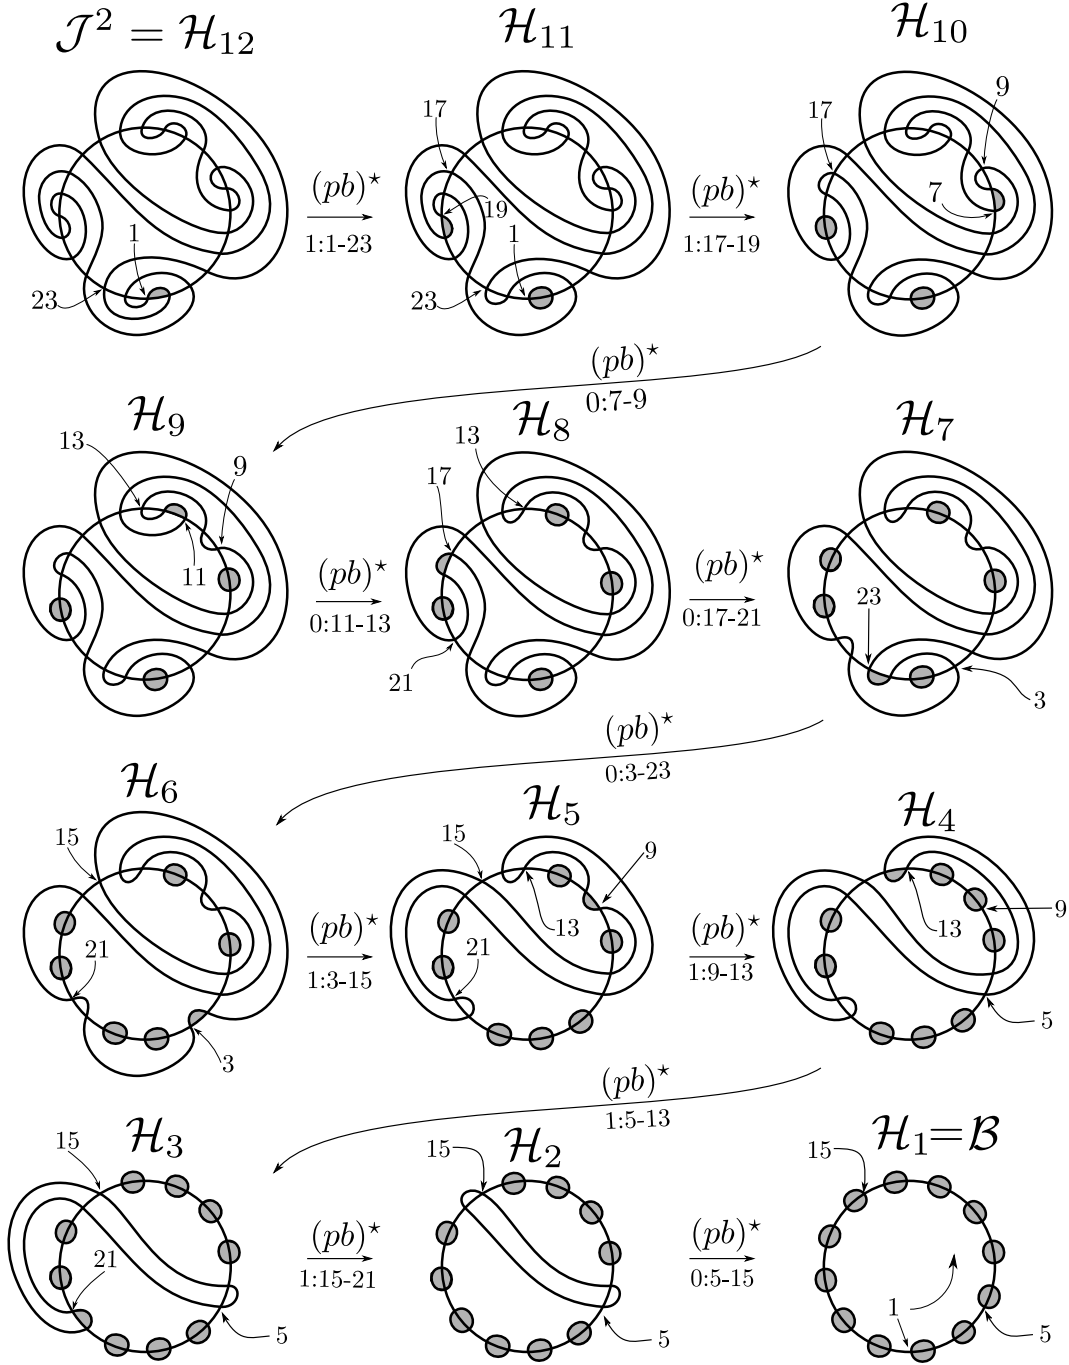 𝒥² = ℋ₁₂
ℋ₁₁
ℋ₁₀
17
9
17
(pb)⋆
(pb)⋆
1
19
1
7
1:1-23
1:17-19
23
23
(pb)⋆
0:7-9
ℋ₉
ℋ₈
ℋ₇
13
9
13
17
11
(pb)⋆
(pb)⋆
0:11-13
0:17-21
23
21
3
(pb)⋆
0:3-23
ℋ₆
ℋ₅
ℋ₄
15
15
9
9
21
(pb)⋆
13
21
(pb)⋆
13
1:3-15
1:9-13
3
5
(pb)⋆
1:5-13
ℋ₃
ℋ₂
ℋ₁=ℬ
15
15
15
21
(pb)⋆
(pb)⋆
1:15-21
0:5-15
1
5
5
5